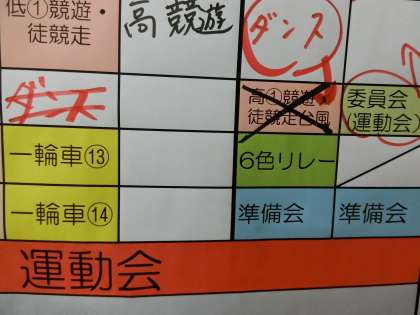 低①競遊・
徒競走
高競遊
ダンス
ダンス
高①競遊・
徒競走台風
委員会
(運動会)
一輪車⑬
6色リレー
一輪車⑭
準備会
準備会
運動会